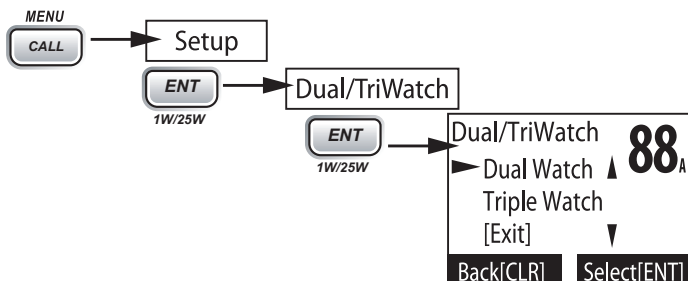 MENU
CALL
Setup
ENT
1W/25W
Dual/TriWatch
ENT
1W/25W
Dual/TriWatch
88A
Dual Watch
Triple Watch
[Exit]
Back[CLR] Select[ENT]